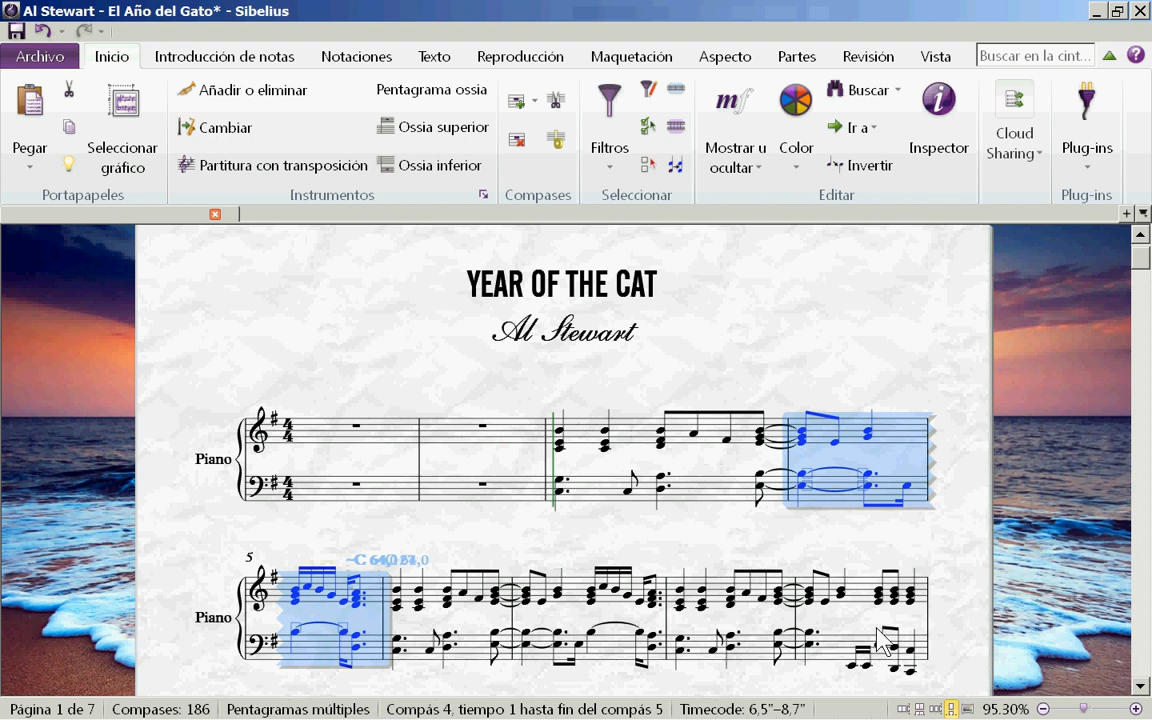 Al Stewart - El Año del Gato* - Sibelius
Archivo Inicio Introducción de notas Notaciones Texto Reproducción Maquetación Aspecto Partes Revisión Vista Buscar en la cint...
Añadir o eliminar Pentagrama ossia Buscar
Cambiar Ossia superior Ir a
Pegar Seleccionar gráfico Filtros Mostrar u ocultar Color Inspector Cloud Sharing Plug-ins
Partitura con transposición Ossia inferior Invertir
Portapapeles Instrumentos Compases Seleccionar Editar Plug-ins
YEAR OF THE CAT
Al Stewart
Piano
5
Piano
Página 1 de 7 Compases: 186 Pentagramas múltiples Compás 4, tiempo 1 hasta fin del compás 5 Timecode: 6,5"–8,7" 95.30%